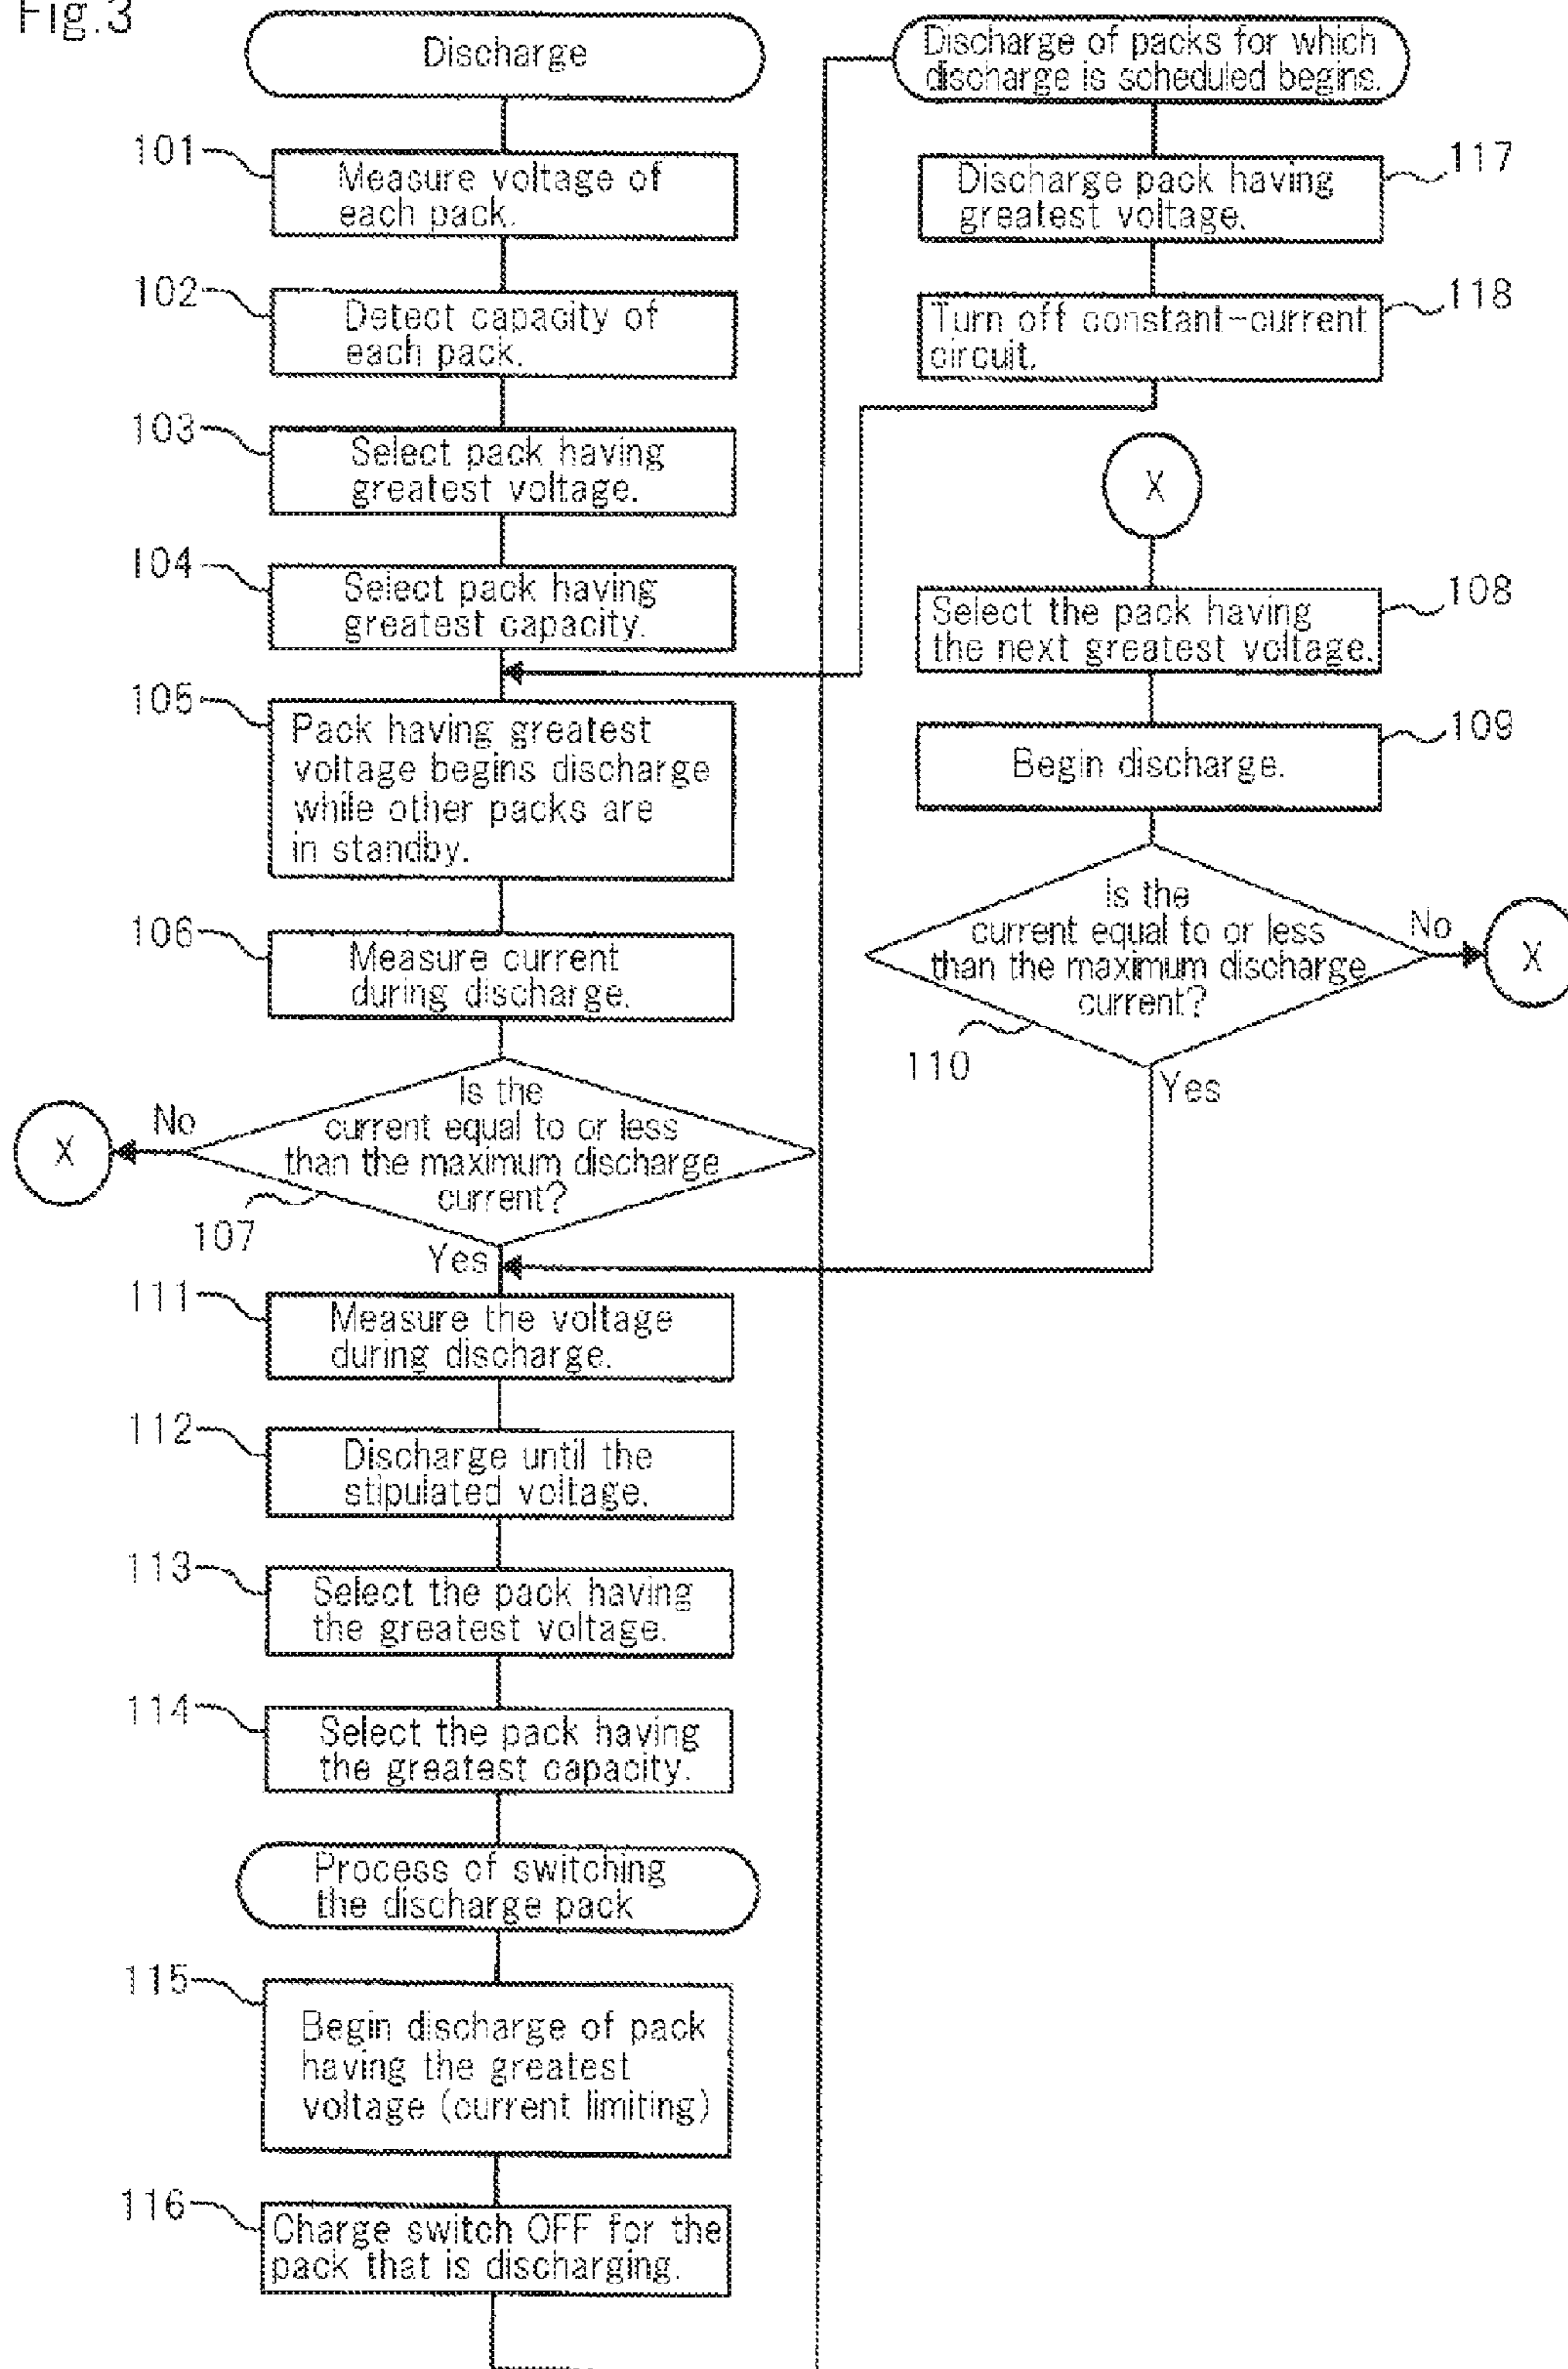 Fig.3
Discharge
101
Measure voltage of
each pack.
102
Detect capacity of
each pack.
103
Select pack having
greatest voltage.
104
Select pack having
greatest capacity.
105
Pack having greatest
voltage begins discharge
while other packs are
in standby.
106
Measure current
during discharge.
Is the
current equal to or less
than the maximum discharge
current?
No
X
107
Yes
111
Measure the voltage
during discharge.
112
Discharge until the
stipulated voltage.
113
Select the pack having
the greatest voltage.
114
Select the pack having
the greatest capacity.
Process of switching
the discharge pack
115
Begin discharge of pack
having the greatest
voltage (current limiting)
116
Charge switch OFF for the
pack that is discharging.
Discharge of packs for which
discharge is scheduled begins.
117
Discharge pack having
greatest voltage.
118
Turn off constant-current
circuit.
X
108
Select the pack having
the next greatest voltage.
109
Begin discharge.
Is the
current equal to or less
than the maximum discharge
current?
No
X
110
Yes